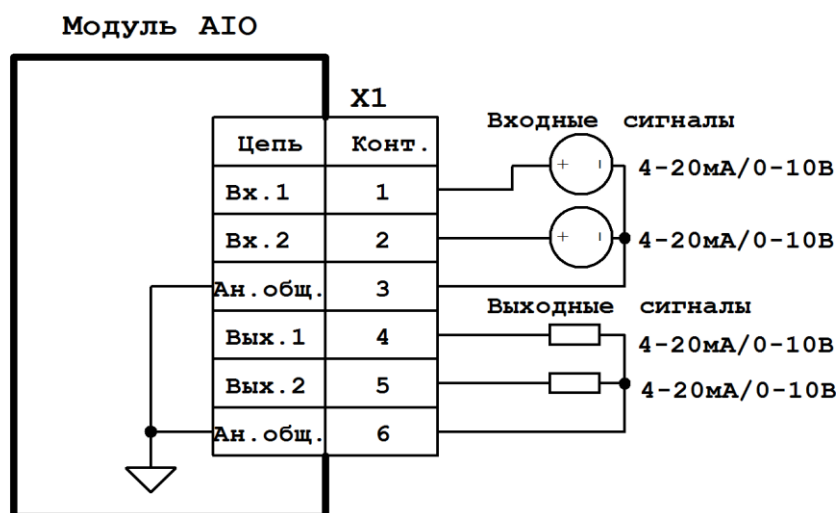 Модуль AIO
X1
Входные сигналы
Цепь Конт.
4-20мА/0-10В
+ -
Вх.1 1
Вх.2 2
+ -
4-20мА/0-10В
Ан.общ. 3
Выходные сигналы
Вых.1 4
4-20мА/0-10В
Вых.2 5
4-20мА/0-10В
Ан.общ. 6